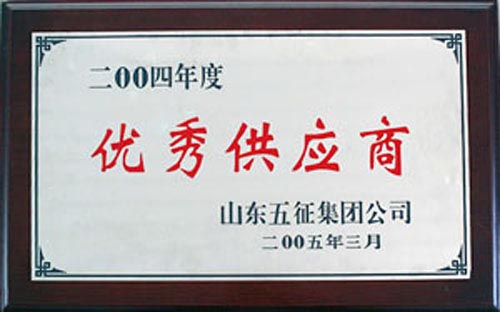 二00四年度
优秀供应商
山东五征集团公司
二00五年三月